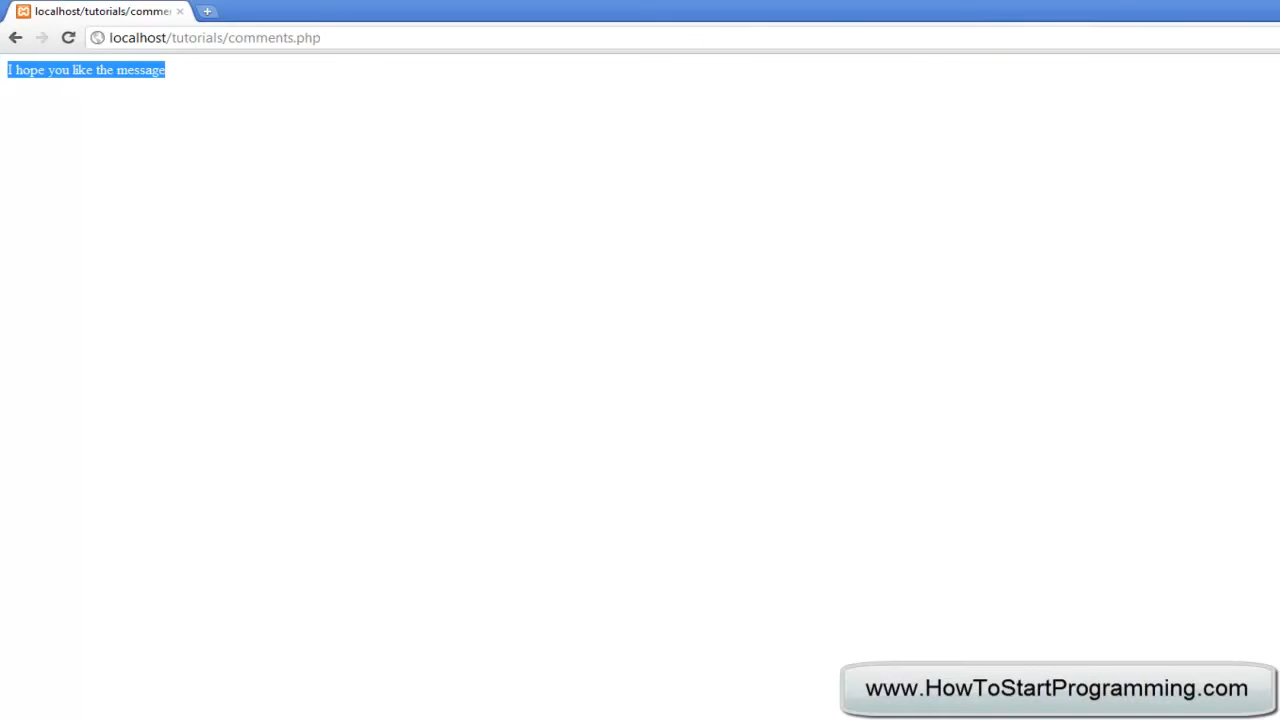 localhost/tutorials/comme
localhost/tutorials/comments.php
I hope you like the message
www.HowToStartProgramming.com